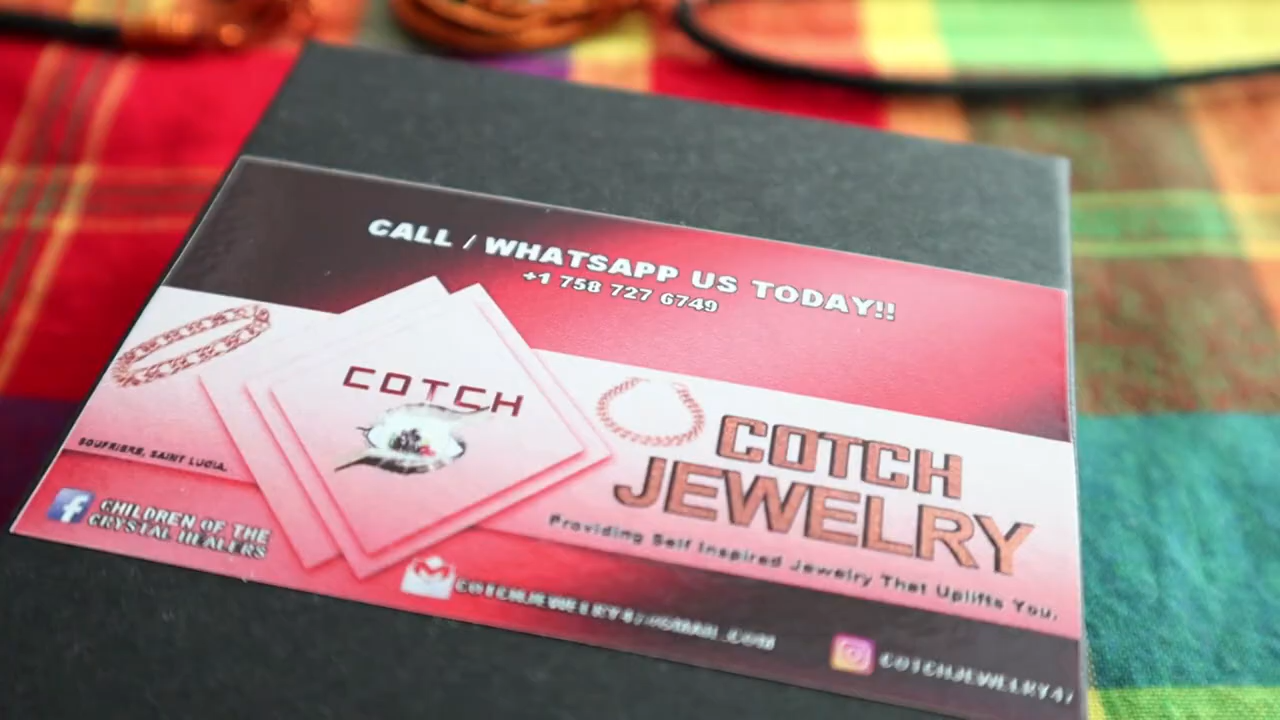 CALL / WHATSAPP US TODAY!!
+1 758 727 6749
COTCH
COTCH
JEWELRY
Providing Self Inspired Jewelry That Uplifts You.
SOUFRIERE, SAINT LUCIA.
CHILDREN OF THE
CRYSTAL HEALERS
COTCHJEWELRY47